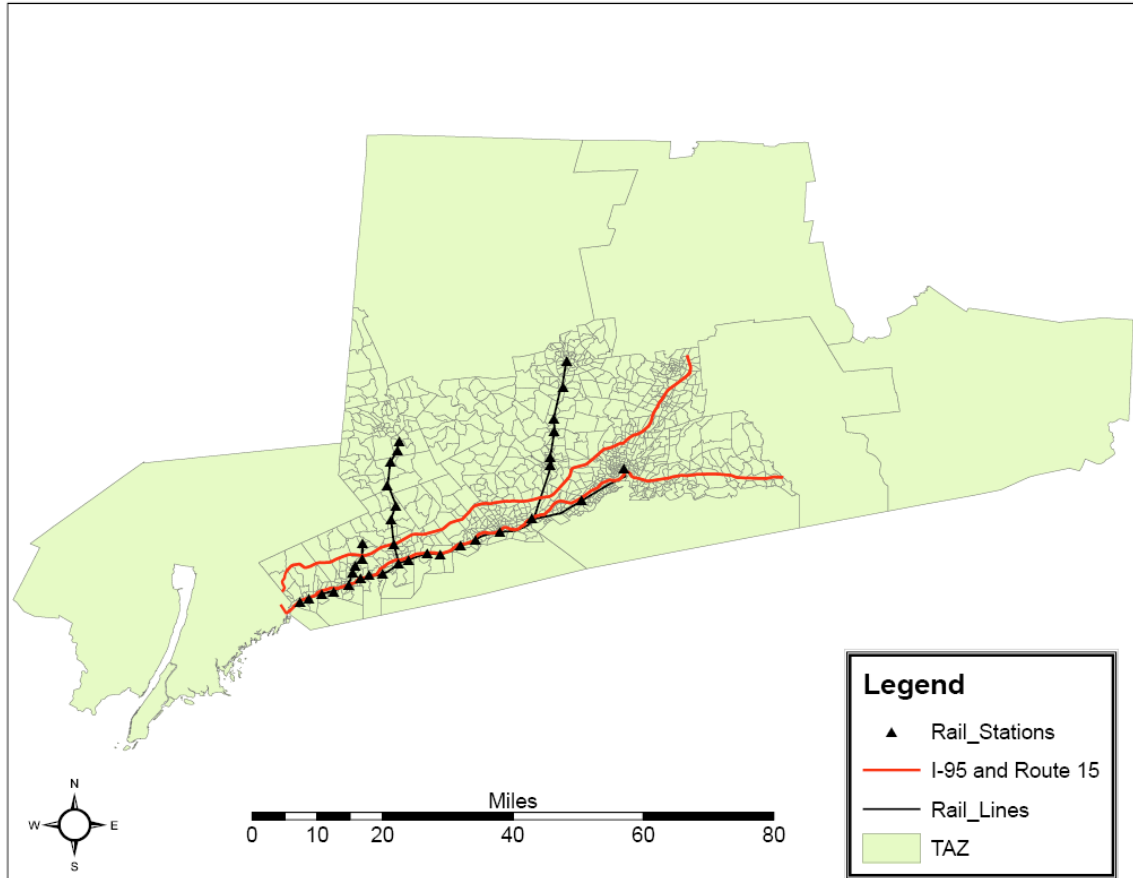 Legend
Rail_Stations
I-95 and Route 15
Rail_Lines
TAZ
N
W E
S
Miles
0 10 20 40 60 80